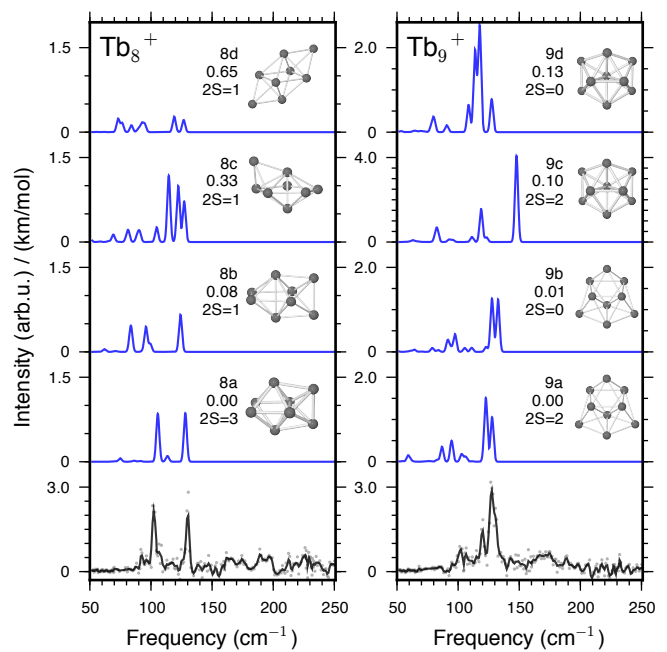 Tb₈⁺
1.5
0
8d
0.65
2S=1
1.5
0
8c
0.33
2S=1
1.5
0
8b
0.08
2S=1
1.5
0
8a
0.00
2S=3
3.0
0
50 100 150 200 250
Frequency (cm⁻¹)
Intensity (arb.u.) / (km/mol)
Tb₉⁺
2.0
0
9d
0.13
2S=0
4.0
0
9c
0.10
2S=2
2.0
0
9b
0.01
2S=0
2.0
0
9a
0.00
2S=2
3.0
0
50 100 150 200 250
Frequency (cm⁻¹)